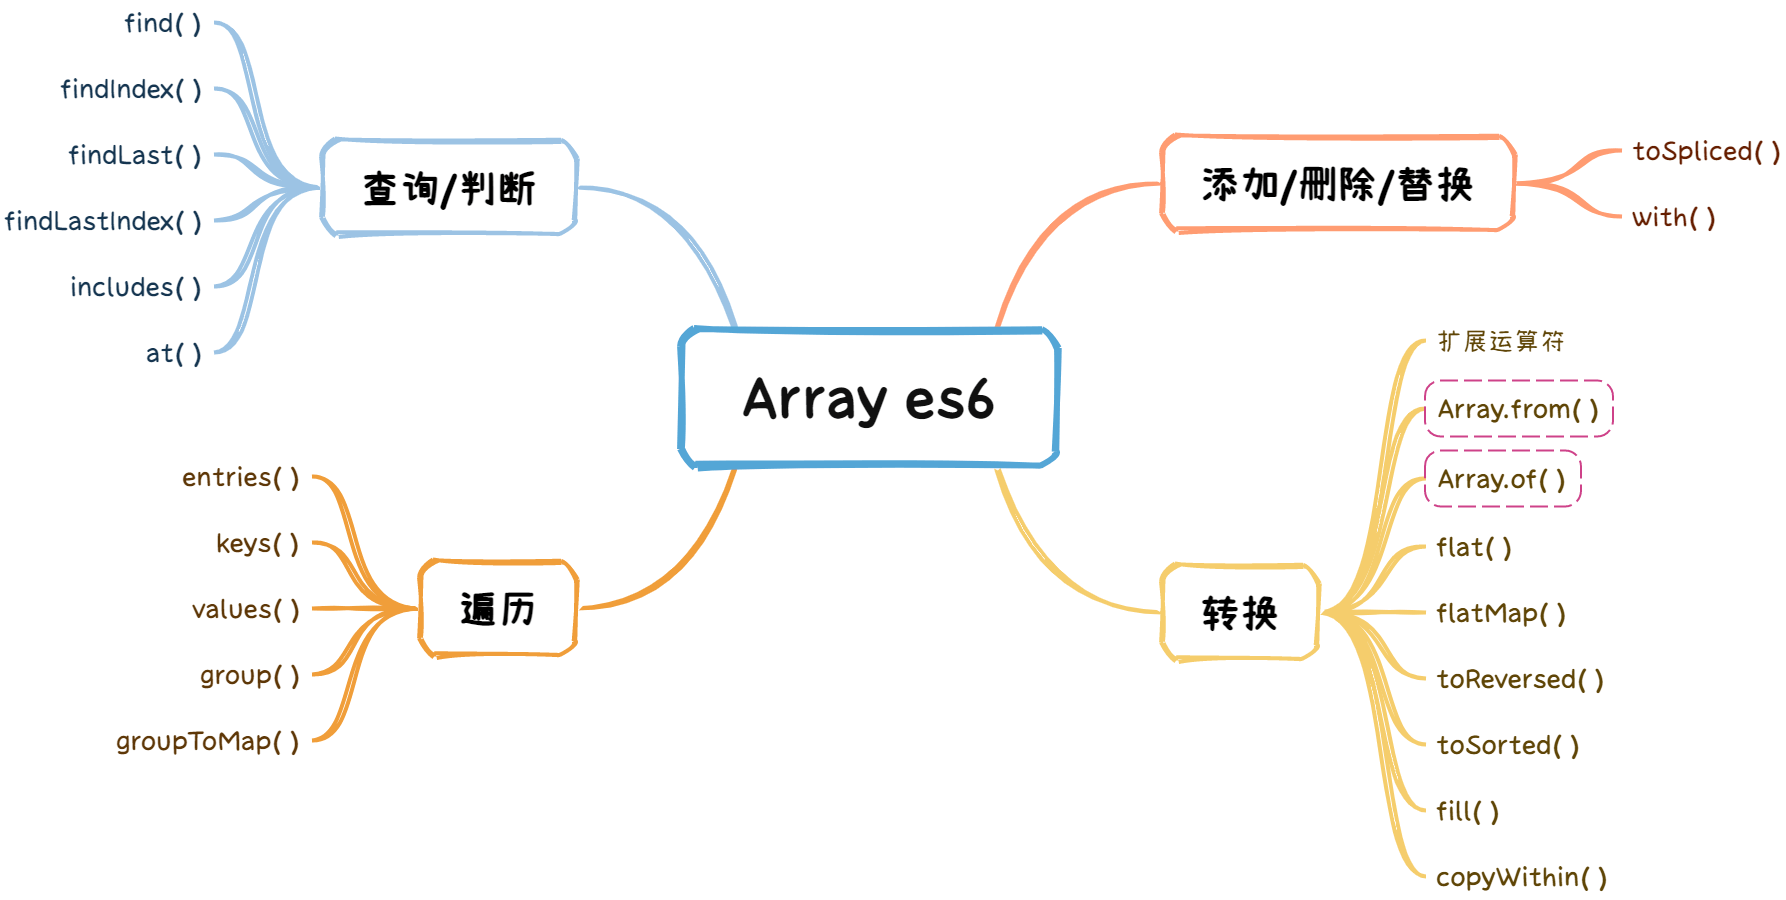 Array es6
查询/判断
find()
findIndex()
findLast()
findLastIndex()
includes()
at()
遍历
entries()
keys()
values()
group()
groupToMap()
添加/删除/替换
toSpliced()
with()
转换
扩展运算符
Array.from()
Array.of()
flat()
flatMap()
toReversed()
toSorted()
fill()
copyWithin()